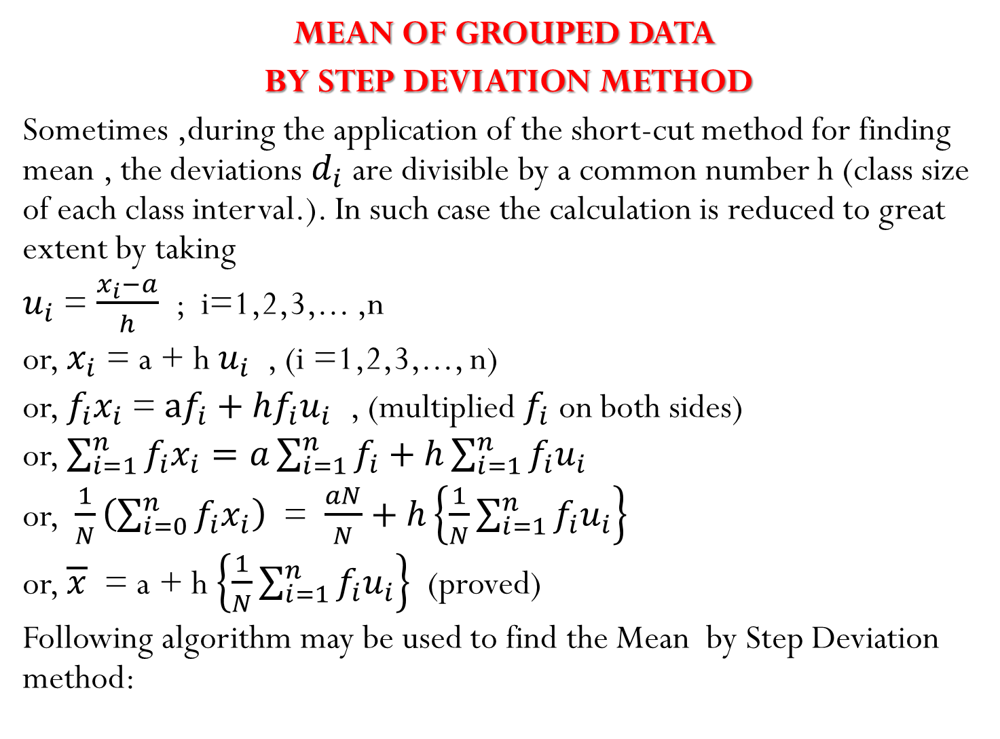 MEAN OF GROUPED DATA
BY STEP DEVIATION METHOD
Sometimes ,during the application of the short-cut method for finding
mean , the deviations $d_i$ are divisible by a common number h (class size
of each class interval.). In such case the calculation is reduced to great
extent by taking
$u_i = \frac{x_i - a}{h}$ ; i=1,2,3,… ,n
or, $x_i$ = a + h $u_i$ , (i =1,2,3,…, n)
or, $f_i x_i$ = a$f_i + hf_i u_i$ , (multiplied $f_i$ on both sides)
or, $\sum_{i=1}^{n} f_i x_i = a \sum_{i=1}^{n} f_i + h \sum_{i=1}^{n} f_i u_i$
or, $\frac{1}{N} (\sum_{i=0}^{n} f_i x_i) = \frac{aN}{N} + h \left\{\frac{1}{N} \sum_{i=1}^{n} f_i u_i\right\}$
or, $\overline{x}$ = a + h $\left\{\frac{1}{N} \sum_{i=1}^{n} f_i u_i\right\}$ (proved)
Following algorithm may be used to find the Mean by Step Deviation
method: